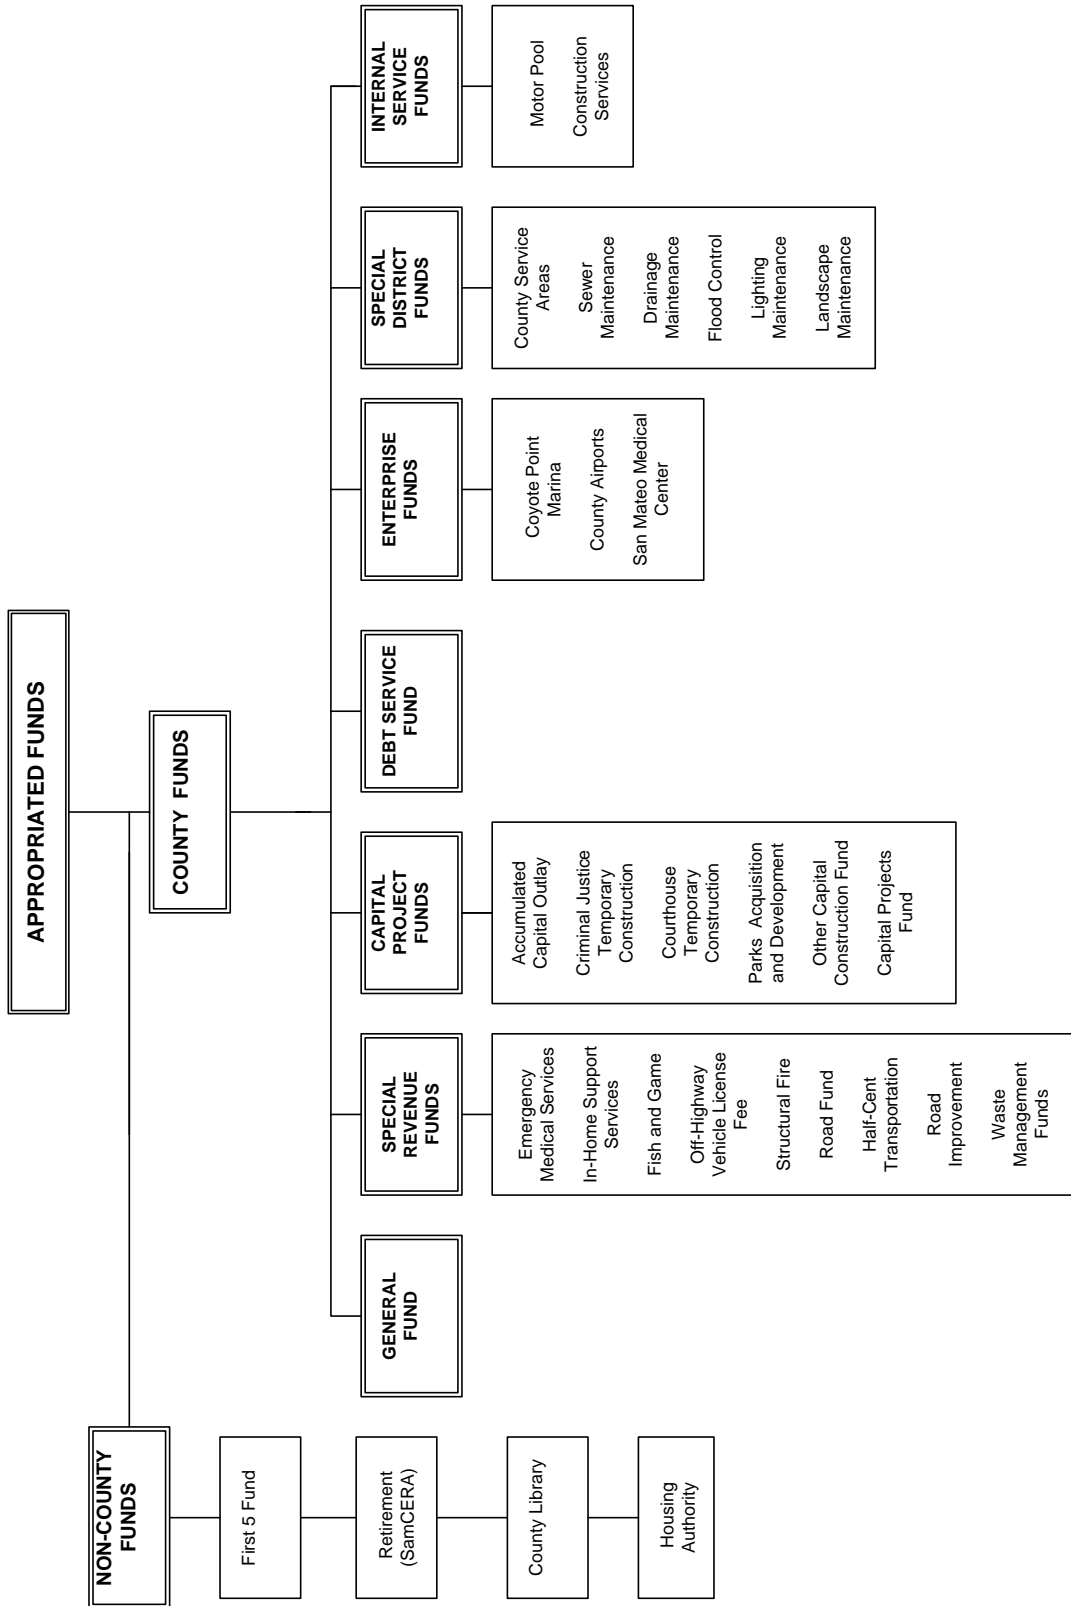 APPROPRIATED FUNDS
NON-COUNTY
FUNDS
COUNTY FUNDS
First 5 Fund
Retirement
(SamCERA)
County Library
Housing
Authority
GENERAL
FUND
SPECIAL
REVENUE
FUNDS
CAPITAL
PROJECT
FUNDS
DEBT SERVICE
FUND
ENTERPRISE
FUNDS
SPECIAL
DISTRICT
FUNDS
INTERNAL
SERVICE
FUNDS
Emergency
Medical Services
In-Home Support
Services
Fish and Game
Off-Highway
Vehicle License
Fee
Structural Fire
Road Fund
Half-Cent
Transportation
Road
Improvement
Waste
Management
Funds
Accumulated
Capital Outlay
Criminal Justice
Temporary
Construction
Courthouse
Temporary
Construction
Parks Acquisition
and Development
Other Capital
Construction Fund
Capital Projects
Fund
Coyote Point
Marina
County Airports
San Mateo Medical
Center
County Service
Areas
Sewer
Maintenance
Drainage
Maintenance
Flood Control
Lighting
Maintenance
Landscape
Maintenance
Motor Pool
Construction
Services